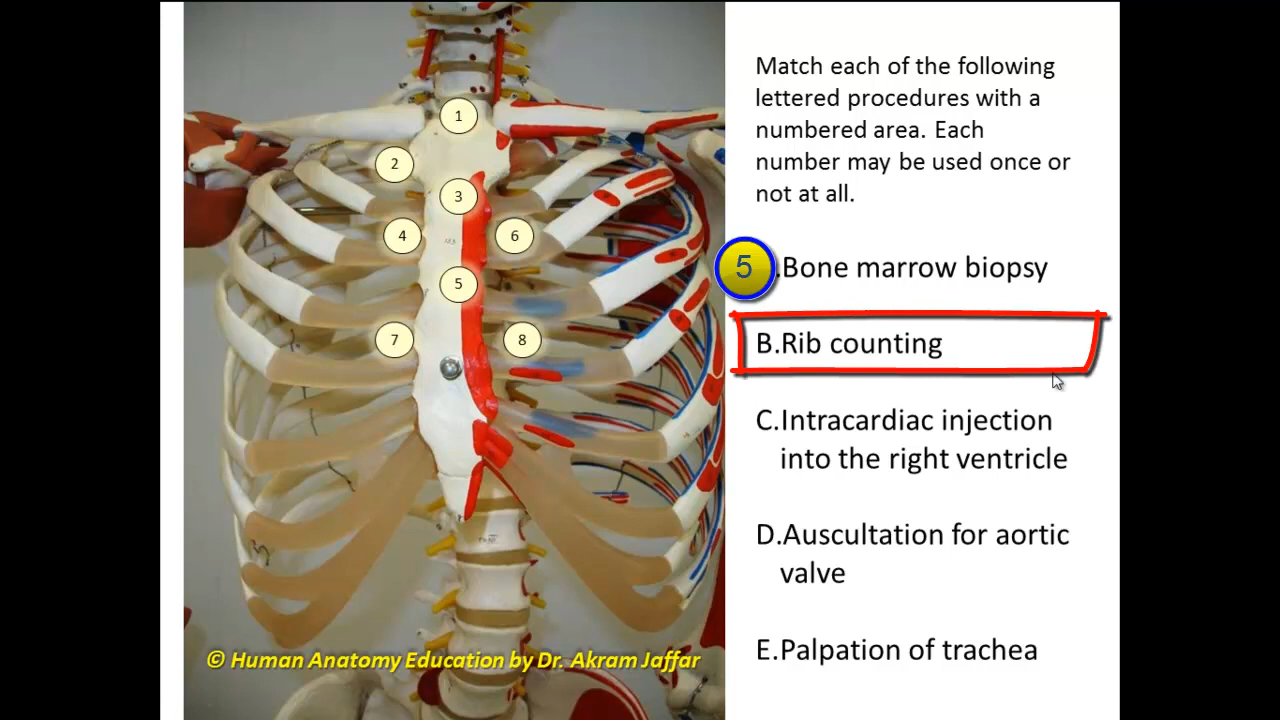 Match each of the following
lettered procedures with a
numbered area. Each
number may be used once or
not at all.
5.Bone marrow biopsy
B.Rib counting
C.Intracardiac injection
into the right ventricle
D.Auscultation for aortic
valve
E.Palpation of trachea
1
2
3
4
6
5
7
8
© Human Anatomy Education by Dr. Akram Jaffar